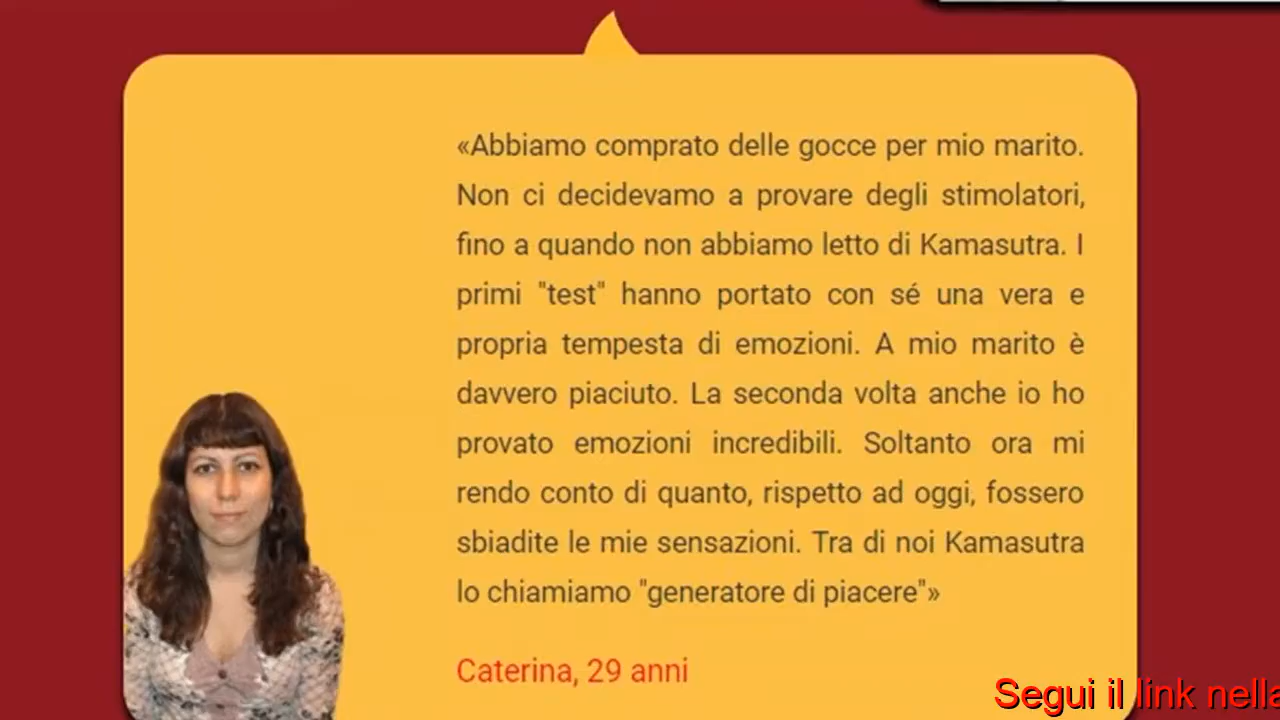 «Abbiamo comprato delle gocce per mio marito.
Non ci decidevamo a provare degli stimolatori,
fino a quando non abbiamo letto di Kamasutra. I
primi "test" hanno portato con sé una vera e
propria tempesta di emozioni. A mio marito è
davvero piaciuto. La seconda volta anche io ho
provato emozioni incredibili. Soltanto ora mi
rendo conto di quanto, rispetto ad oggi, fossero
sbiadite le mie sensazioni. Tra di noi Kamasutra
lo chiamiamo "generatore di piacere"»
Caterina, 29 anni
Segui il link nella